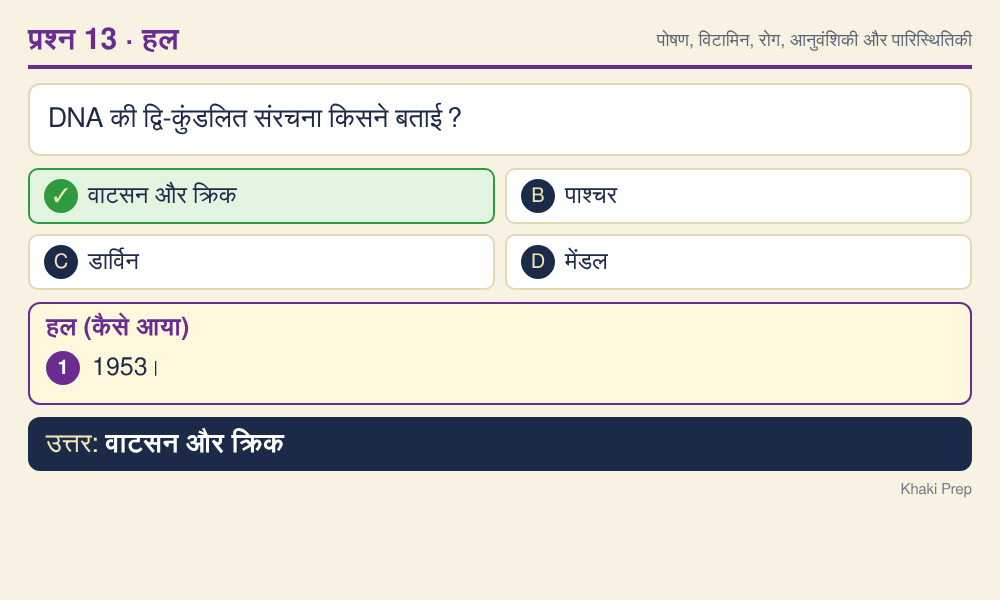 प्रश्न 13 · हल
पोषण, विटामिन, रोग, आनुवंशिकी और पारिस्थितिकी
DNA की द्वि-कुंडलित संरचना किसने बताई ?
✓ वाटसन और क्रिक
B पाश्चर
C डार्विन
D मेंडल
हल (कैसे आया)
1 1953।
उत्तर: वाटसन और क्रिक
Khaki Prep